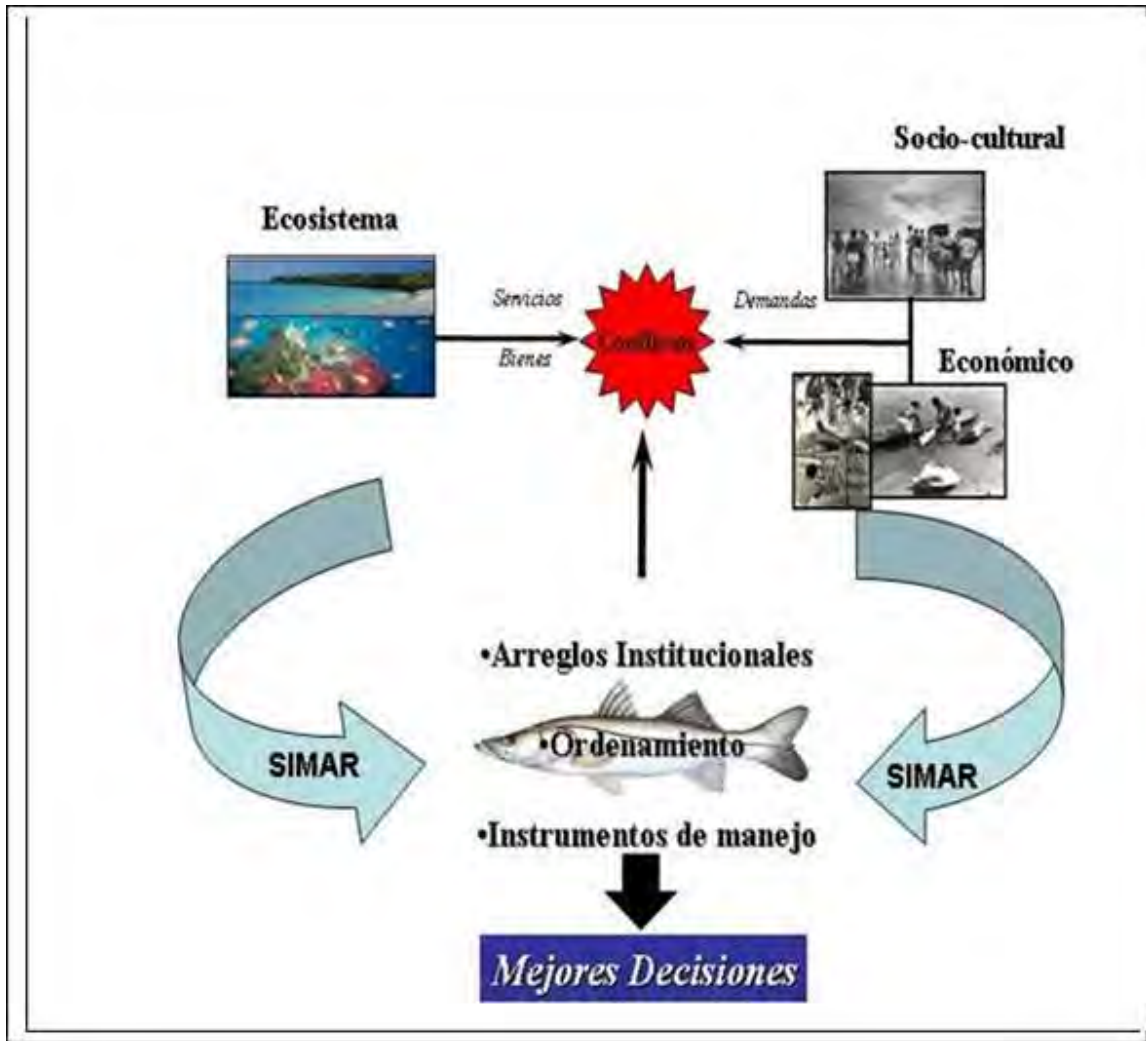 Socio-cultural
Ecosistema
Servicios
Demandas
Bienes
Económico
•Arreglos Institucionales
•Ordenamiento
SIMAR
SIMAR
•Instrumentos de manejo
Mejores Decisiones